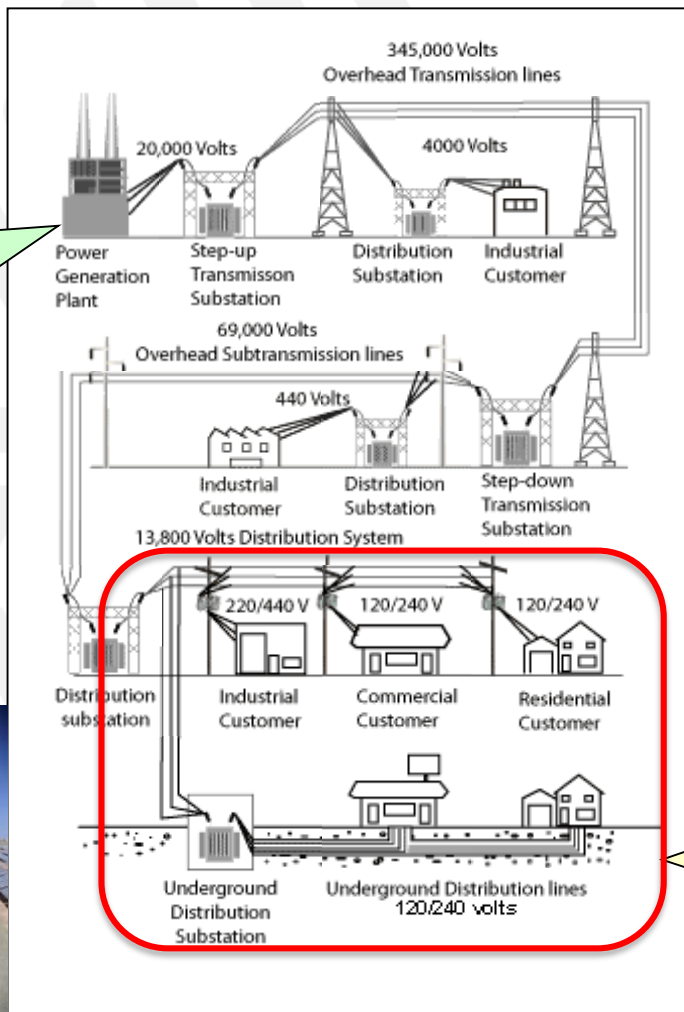 345,000 Volts
Overhead Transmission lines
20,000 Volts
4000 Volts
Power
Generation
Plant
Step-up
Transmisson
Substation
Distribution
Substation
Industrial
Customer
69,000 Volts
Overhead Subtransmission lines
440 Volts
Industrial
Customer
Distribution
Substation
Step-down
Transmission
Substation
13,800 Volts Distribution System
220/440 V
120/240 V
120/240 V
Distribution
substation
Industrial
Customer
Commercial
Customer
Residential
Customer
Underground
Distribution
Substation
Underground Distribution lines
120/240 volts